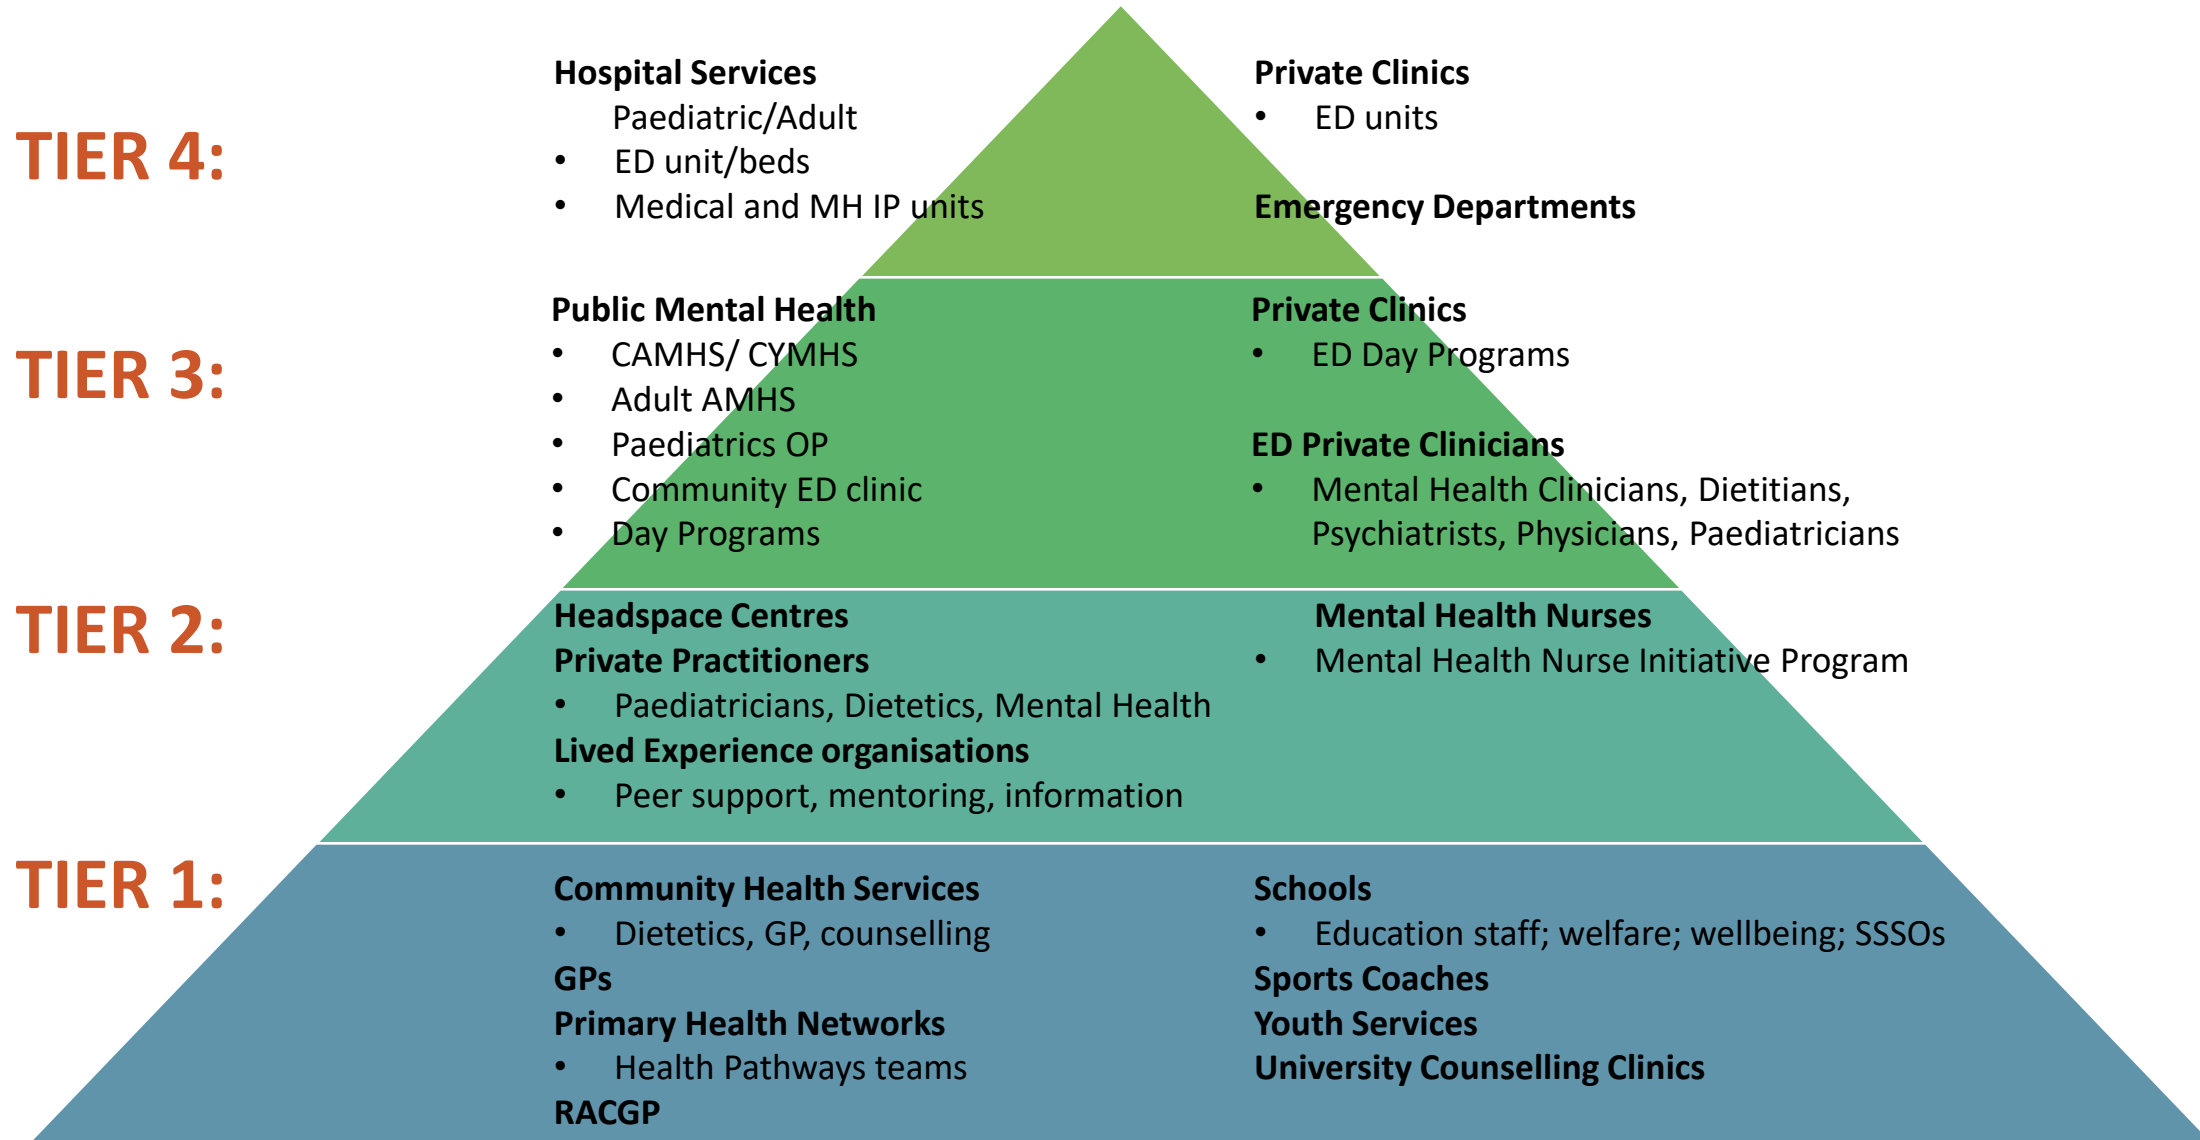 TIER 4:
Hospital Services
Paediatric/Adult
• ED unit/beds
• Medical and MH IP units
Private Clinics
• ED units
Emergency Departments
TIER 3:
Public Mental Health
• CAMHS/ CYMHS
• Adult AMHS
• Paediatrics OP
• Community ED clinic
• Day Programs
Private Clinics
• ED Day Programs
ED Private Clinicians
• Mental Health Clinicians, Dietitians,
Psychiatrists, Physicians, Paediatricians
TIER 2:
Headspace Centres
Private Practitioners
• Paediatricians, Dietetics, Mental Health
Lived Experience organisations
• Peer support, mentoring, information
Mental Health Nurses
• Mental Health Nurse Initiative Program
TIER 1:
Community Health Services
• Dietetics, GP, counselling
GPs
Primary Health Networks
• Health Pathways teams
RACGP
Schools
• Education staff; welfare; wellbeing; SSSOs
Sports Coaches
Youth Services
University Counselling Clinics